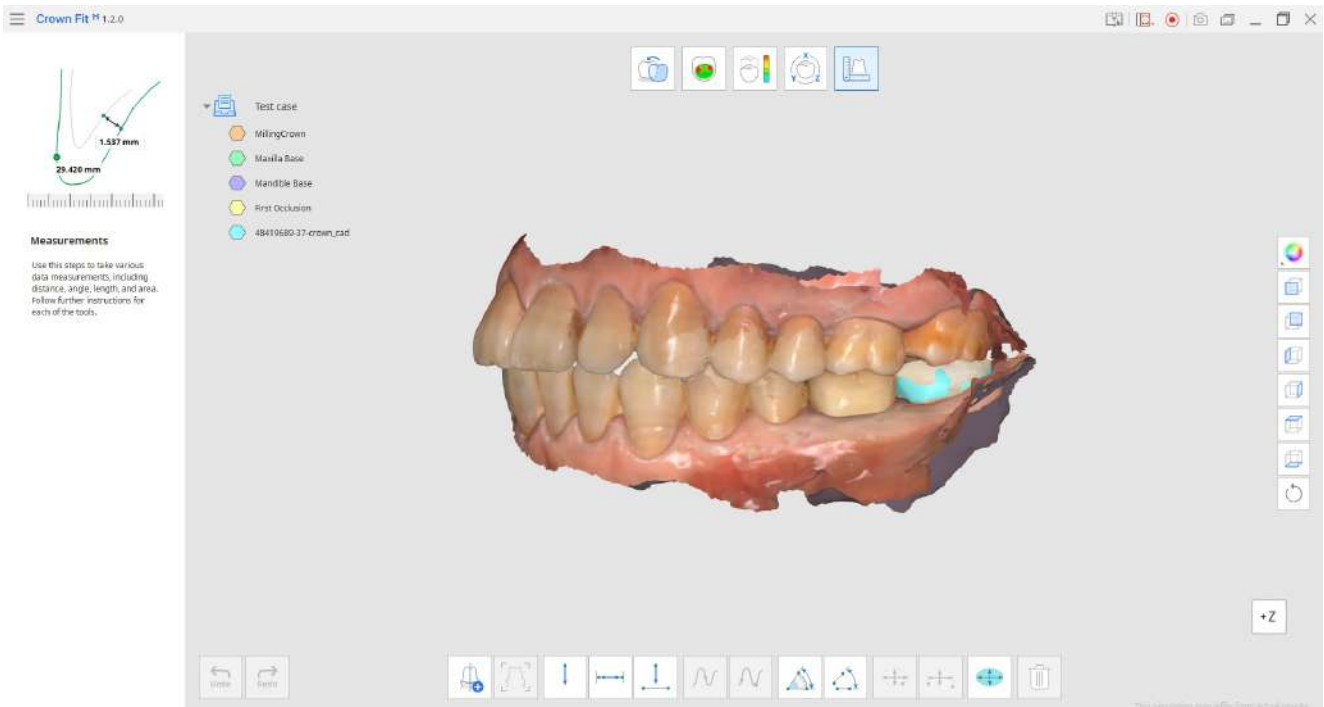 Crown Fit M 1.2.0
1.537 mm
29.420 mm
Measurements
Use this steps to take various
data measurements, including
distance, angle, length, and area.
Follow further instructions for
each of the tools.
Test case
MillingCrown
Maxilla Base
Mandible Base
First Occlusion
48419689-37-crown_cad
X
Y
Z
+Z
Undo
Redo